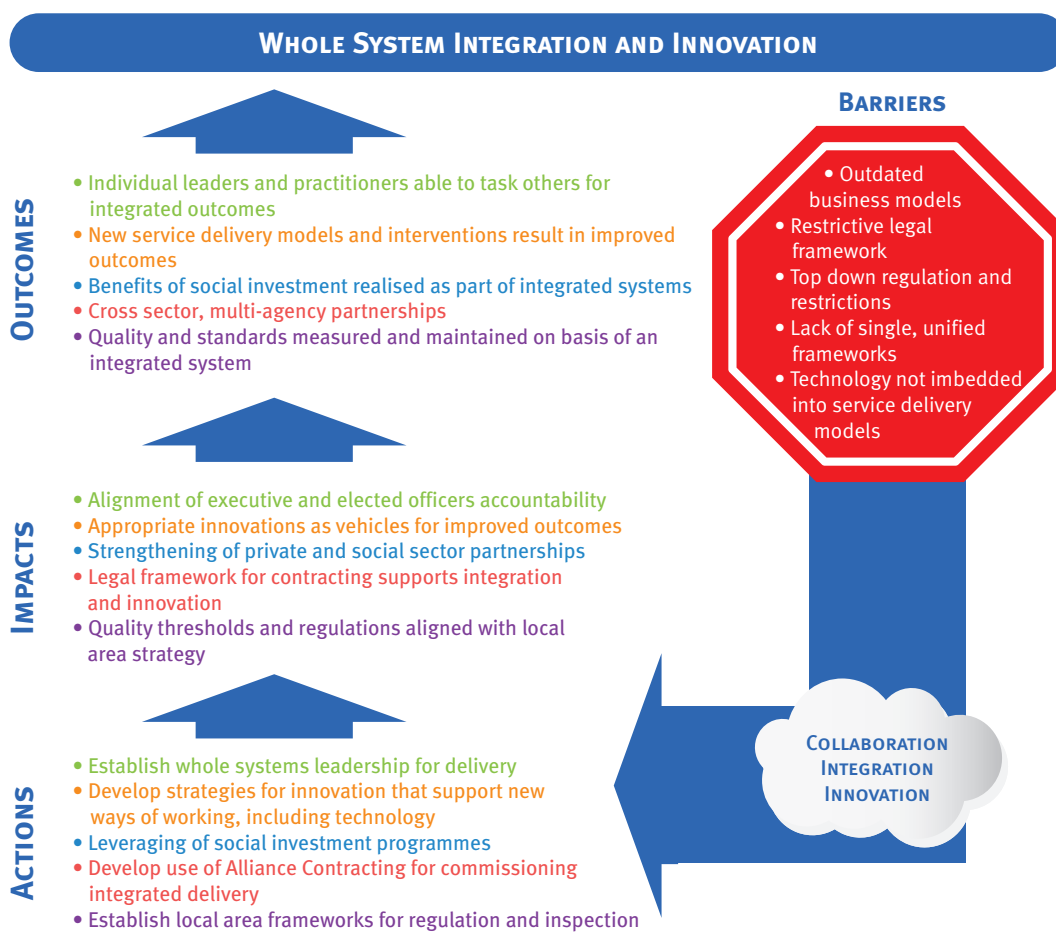 WHOLE SYSTEM INTEGRATION AND INNOVATION
OUTCOMES
• Individual leaders and practitioners able to task others for
integrated outcomes
• New service delivery models and interventions result in improved
outcomes
• Benefits of social investment realised as part of integrated systems
• Cross sector, multi-agency partnerships
• Quality and standards measured and maintained on basis of an
integrated system
IMPACTS
• Alignment of executive and elected officers accountability
• Appropriate innovations as vehicles for improved outcomes
• Strengthening of private and social sector partnerships
• Legal framework for contracting supports integration
and innovation
• Quality thresholds and regulations aligned with local
area strategy
ACTIONS
• Establish whole systems leadership for delivery
• Develop strategies for innovation that support new
ways of working, including technology
• Leveraging of social investment programmes
• Develop use of Alliance Contracting for commissioning
integrated delivery
• Establish local area frameworks for regulation and inspection
BARRIERS
• Outdated
business models
• Restrictive legal
framework
• Top down regulation and
restrictions
• Lack of single, unified
frameworks
• Technology not imbedded
into service delivery
models
COLLABORATION
INTEGRATION
INNOVATION